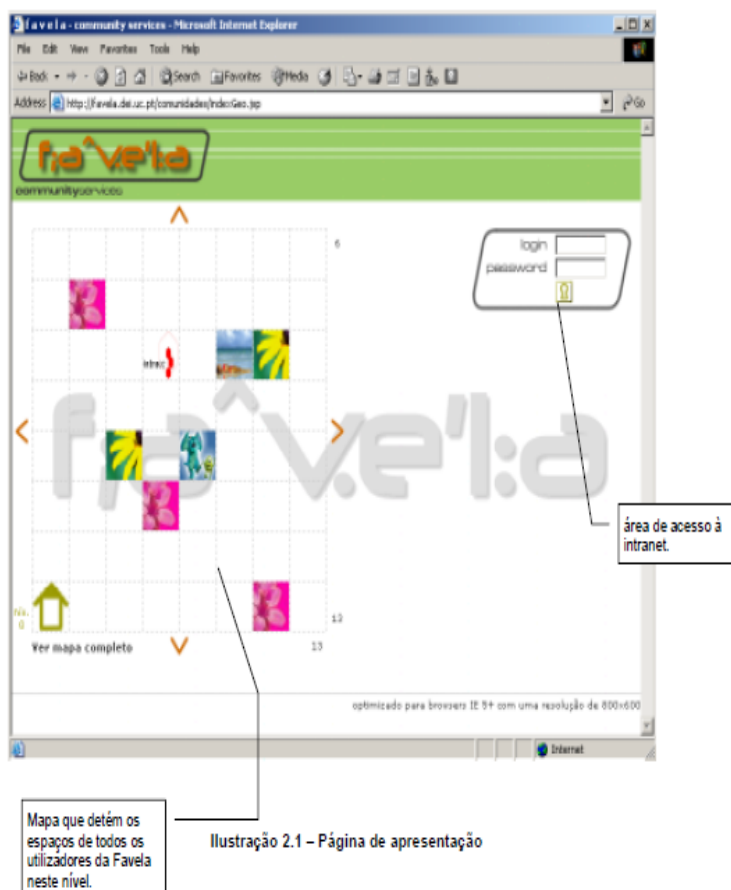 f a v e l a - community services - Microsoft Internet Explorer
File Edit View Favorites Tools Help
Back Search Favorites Media
Address http://favela.dei.uc.pt/comunidades/indexGeo.jsp Go
f;a^v.e'l:a
communityservices
login
password
6
f;a^v.e'l:a
área de acesso à
intranet.
13
Ver mapa completo
13
optimizado para browsers IE 5+ com uma resolução de 800x600
Internet
Mapa que detém os
espaços de todos os
utilizadores da Favela
neste nível.
Ilustração 2.1 – Página de apresentação